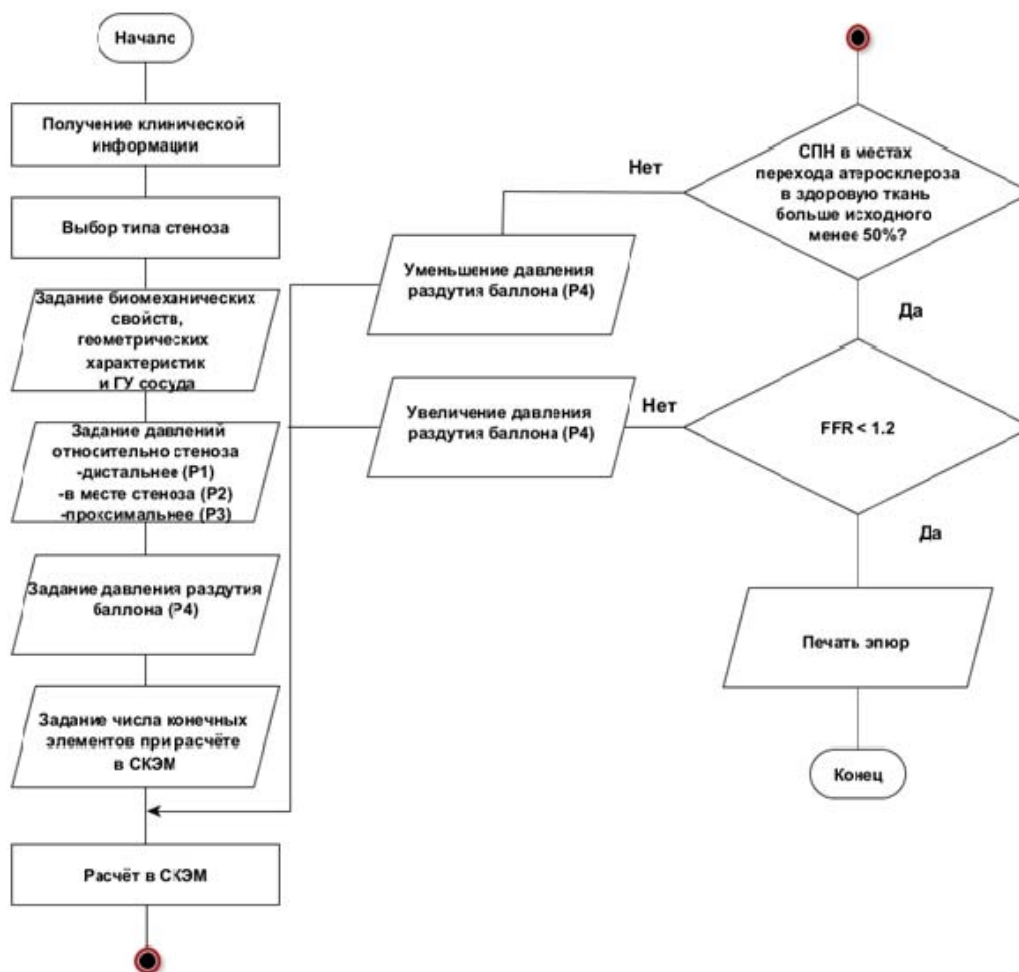 Начало
Получение клинической
информации
Выбор типа стеноза
Задание биомеханических
свойств,
геометрических
характеристик
и ГУ сосуда
Задание давлений
относительно стеноза
-дистальнее (P1)
-в месте стеноза (P2)
-проксимальнее (P3)
Задание давления раздутия
баллона (P4)
Задание числа конечных
элементов при расчёте
в СКЭМ
Расчёт в СКЭМ
СПН в местах
перехода атеросклероза
в здоровую ткань
больше исходного
менее 50%?
Нет
Уменьшение давления
раздутия баллона (P4)
Да
FFR < 1.2
Нет
Увеличение давления
раздутия баллона (P4)
Да
Печать эпюр
Конец